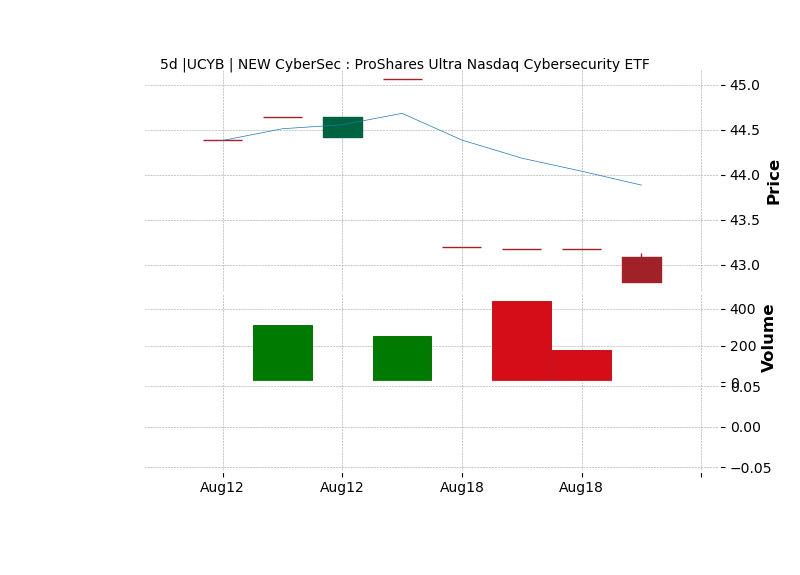 5d |UCYB | NEW CyberSec : ProShares Ultra Nasdaq Cybersecurity ETF
45.0
44.5
44.0
43.5
43.0
Price
400
200
0
Volume
0.05
0.00
−0.05
Aug12 Aug12 Aug18 Aug18